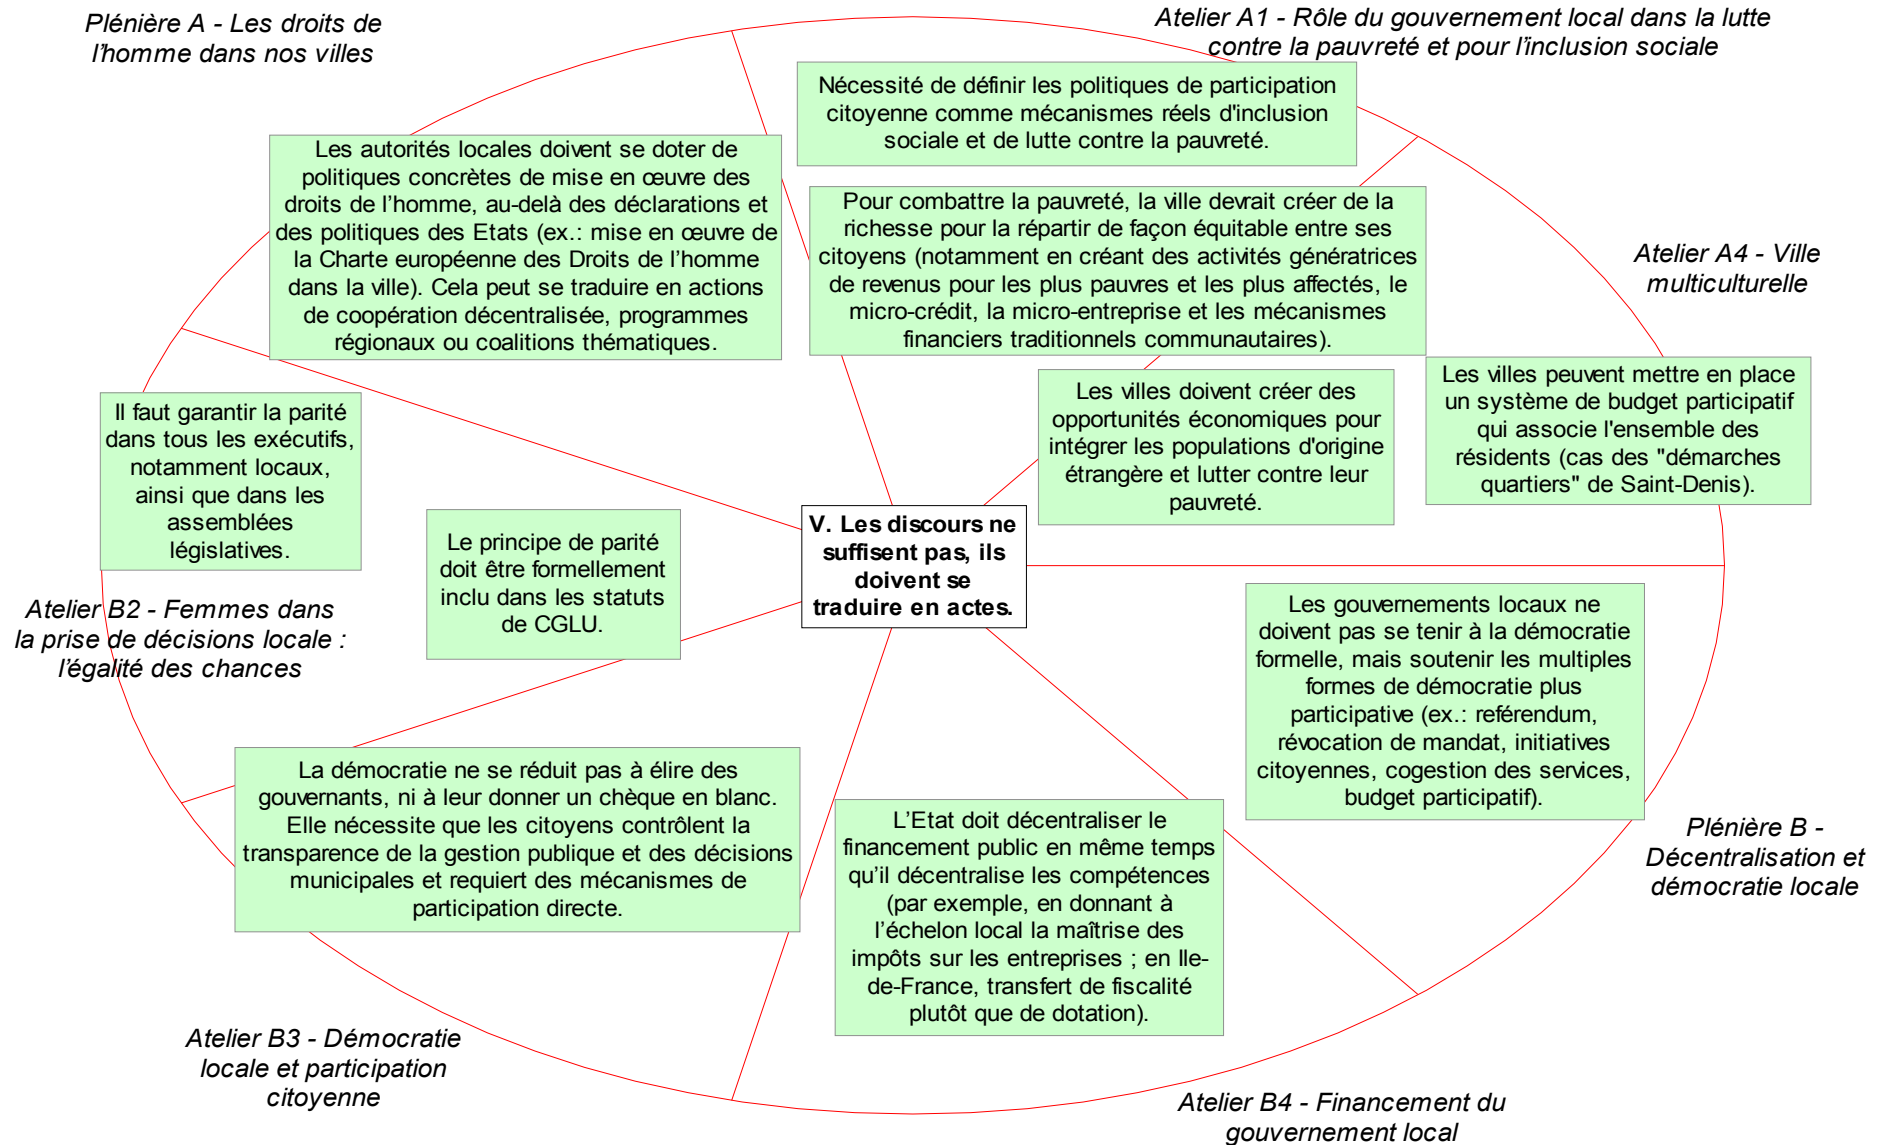 Plénière A - Les droits de
l'homme dans nos villes
Atelier A1 - Rôle du gouvernement local dans la lutte
contre la pauvreté et pour l'inclusion sociale
Nécessité de définir les politiques de participation
citoyenne comme mécanismes réels d'inclusion
sociale et de lutte contre la pauvreté.
Les autorités locales doivent se doter de
politiques concrètes de mise en œuvre des
droits de l'homme, au-delà des déclarations et
des politiques des Etats (ex.: mise en œuvre de
la Charte européenne des Droits de l'homme
dans la ville). Cela peut se traduire en actions
de coopération décentralisée, programmes
régionaux ou coalitions thématiques.
Pour combattre la pauvreté, la ville devrait créer de la
richesse pour la répartir de façon équitable entre ses
citoyens (notamment en créant des activités génératrices
de revenus pour les plus pauvres et les plus affectés, le
micro-crédit, la micro-entreprise et les mécanismes
financiers traditionnels communautaires).
Atelier A4 - Ville
multiculturelle
Les villes doivent créer des
opportunités économiques pour
intégrer les populations d'origine
étrangère et lutter contre leur
pauvreté.
Les villes peuvent mettre en place
un système de budget participatif
qui associe l'ensemble des
résidents (cas des "démarches
quartiers" de Saint-Denis).
Il faut garantir la parité
dans tous les exécutifs,
notamment locaux,
ainsi que dans les
assemblées
législatives.
Le principe de parité
doit être formellement
inclu dans les statuts
de CGLU.
V. Les discours ne
suffisent pas, ils
doivent se
traduire en actes.
Atelier B2 - Femmes dans
la prise de décisions locale :
l'égalité des chances
Les gouvernements locaux ne
doivent pas se tenir à la démocratie
formelle, mais soutenir les multiples
formes de démocratie plus
participative (ex.: reférendum,
révocation de mandat, initiatives
citoyennes, cogestion des services,
budget participatif).
La démocratie ne se réduit pas à élire des
gouvernants, ni à leur donner un chèque en blanc.
Elle nécessite que les citoyens contrôlent la
transparence de la gestion publique et des décisions
municipales et requiert des mécanismes de
participation directe.
L'Etat doit décentraliser le
financement public en même temps
qu'il décentralise les compétences
(par exemple, en donnant à
l'échelon local la maîtrise des
impôts sur les entreprises ; en Ile-
de-France, transfert de fiscalité
plutôt que de dotation).
Plénière B -
Décentralisation et
démocratie locale
Atelier B3 - Démocratie
locale et participation
citoyenne
Atelier B4 - Financement du
gouvernement local